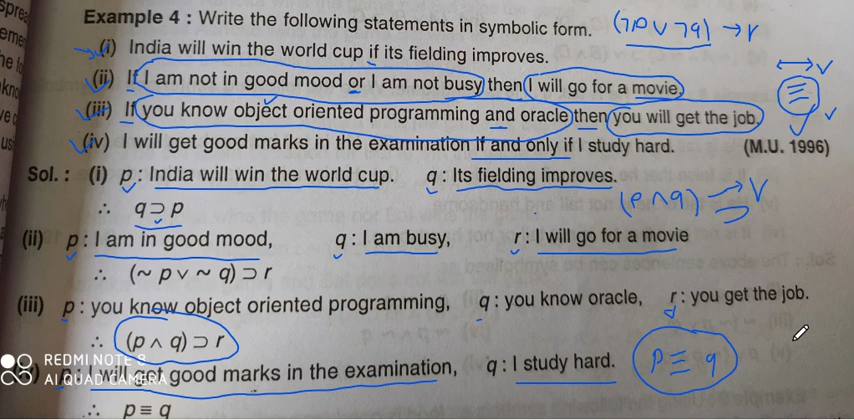 Example 4 : Write the following statements in symbolic form. (¬p ∨ ¬q) → r
(i) India will win the world cup if its fielding improves.
(ii) If I am not in good mood or I am not busy then I will go for a movie.
(iii) If you know object oriented programming and oracle then you will get the job.
(iv) I will get good marks in the examination if and only if I study hard. (M.U. 1996)
Sol. : (i) p : India will win the world cup. q : Its fielding improves.
∴ q ⊃ p (p ∧ q) → r
(ii) p : I am in good mood, q : I am busy, r : I will go for a movie
∴ (~ p ∨ ~ q) ⊃ r
(iii) p : you know object oriented programming, q : you know oracle, r : you get the job.
∴ (p ∧ q) ⊃ r
REDMI NOTE 8
p : I will get good marks in the examination, q : I study hard. p ≡ q
AI QUAD CAMERA
∴ p ≡ q